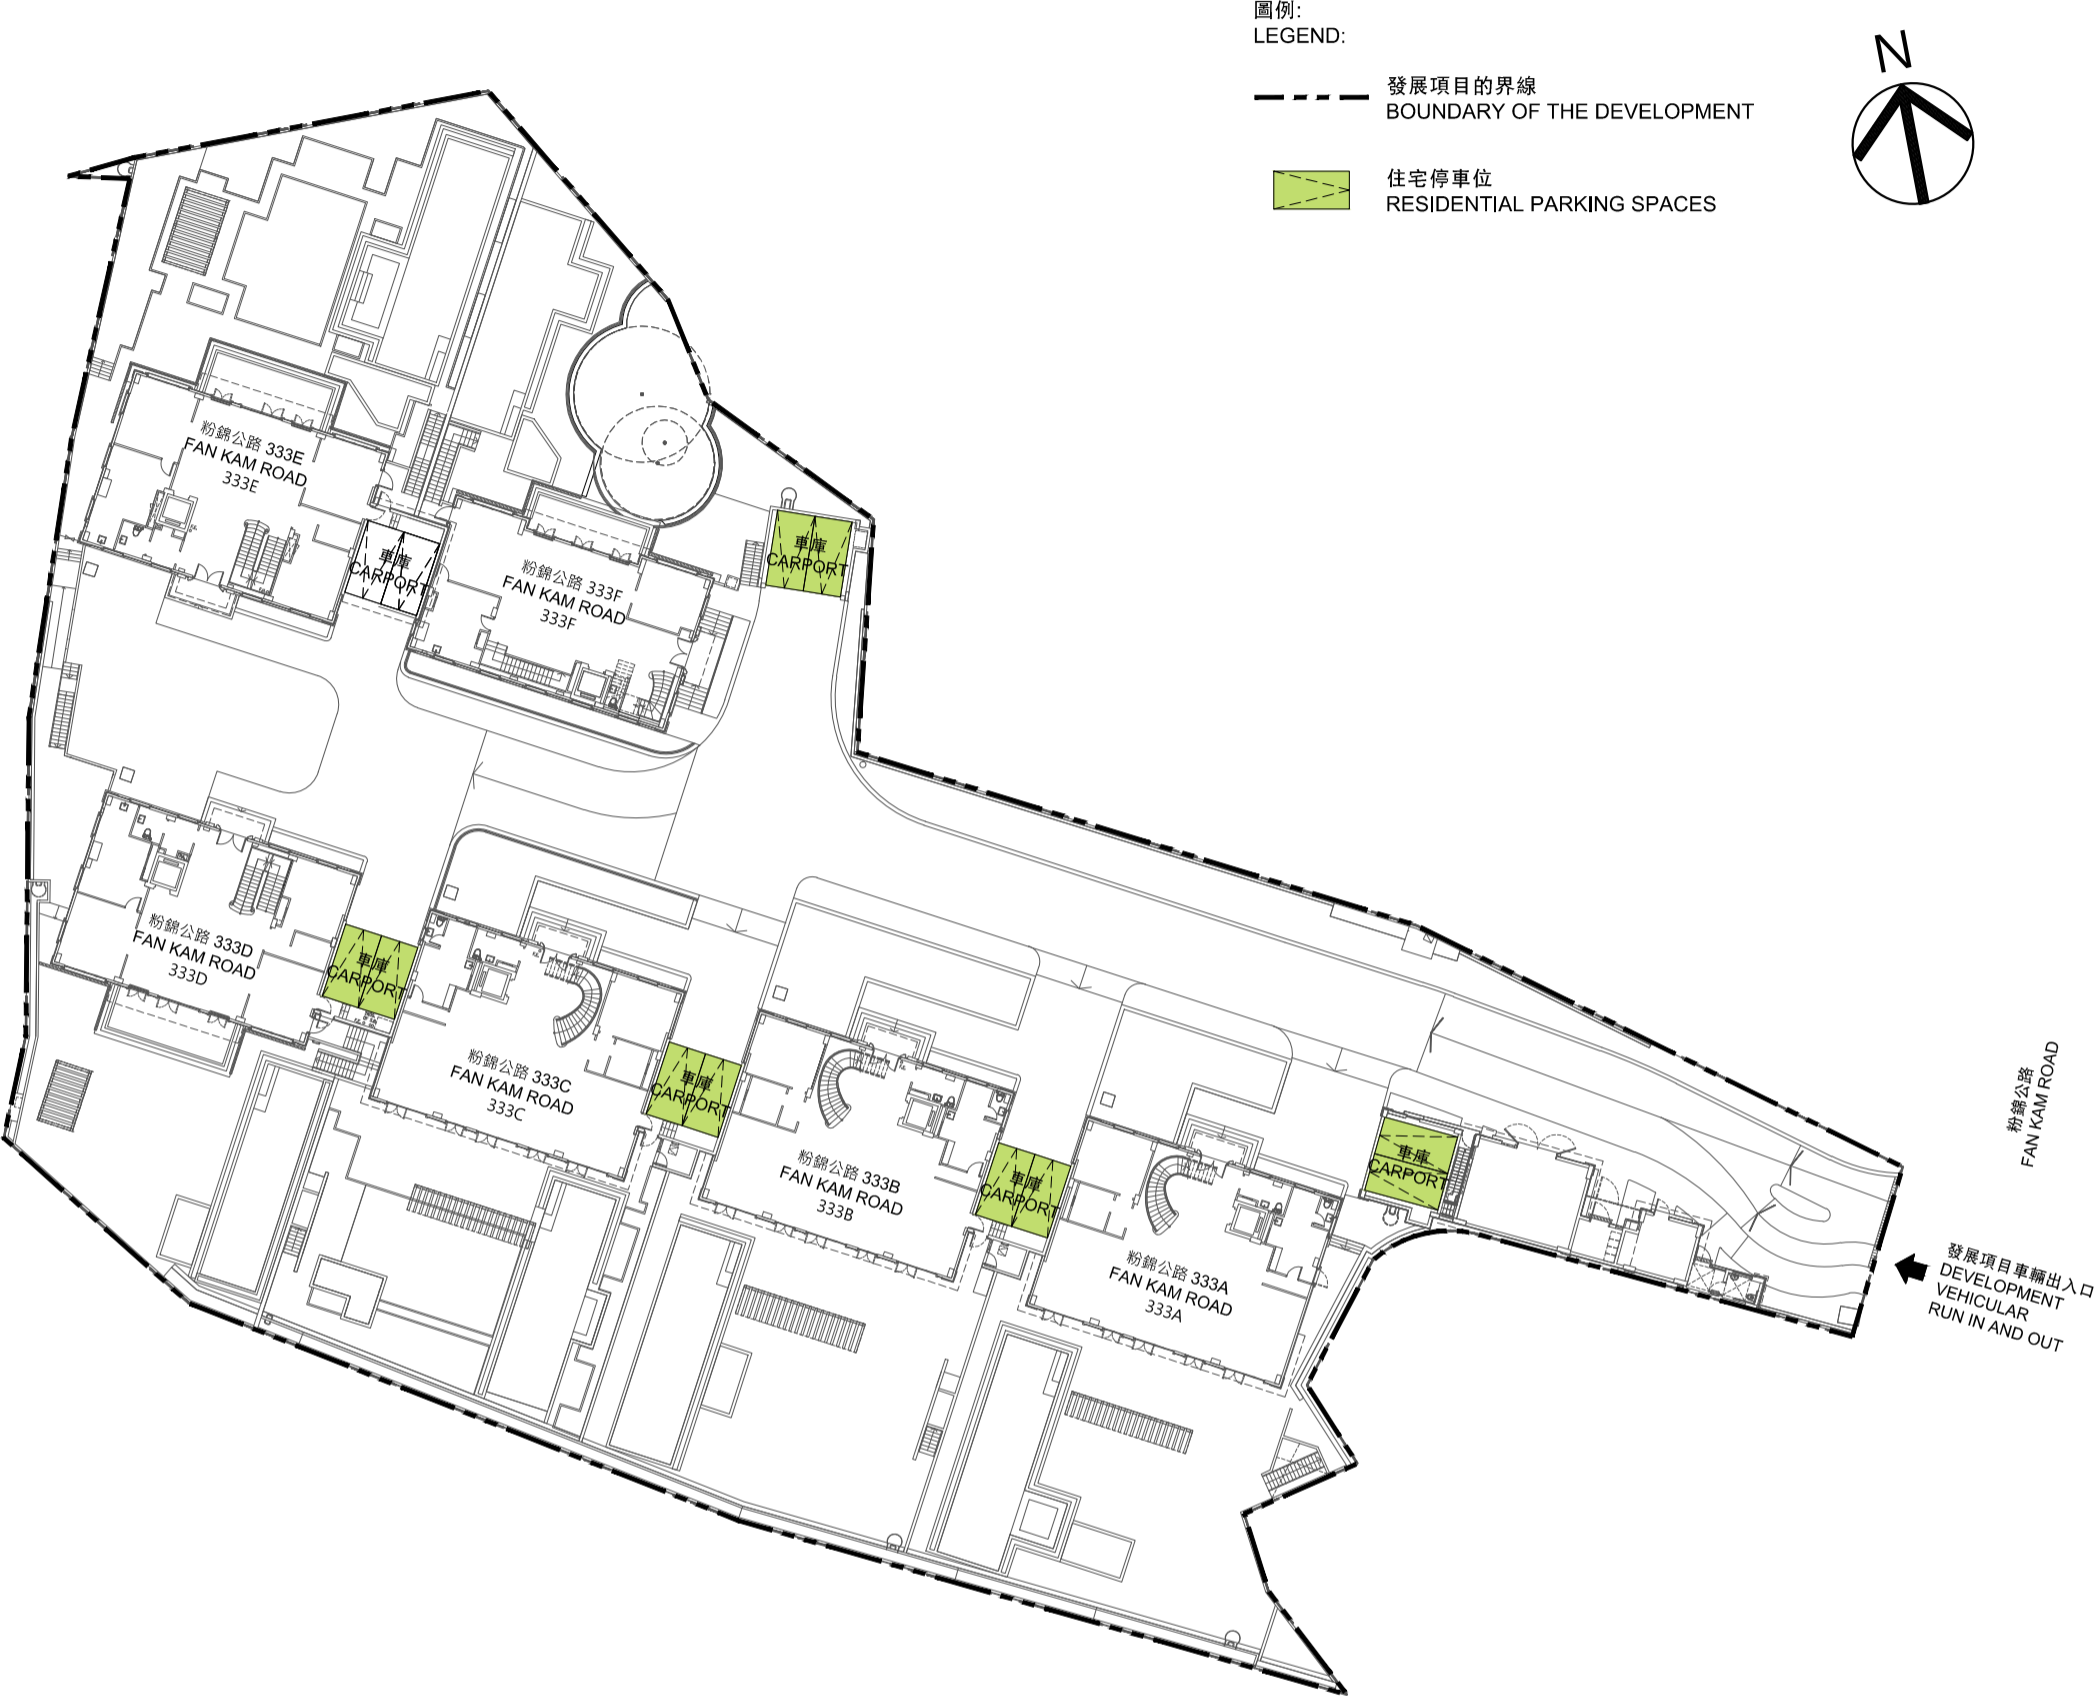 圖例:
LEGEND:
發展項目的界線
BOUNDARY OF THE DEVELOPMENT
住宅停車位
RESIDENTIAL PARKING SPACES
N
粉錦公路 333E
FAN KAM ROAD
333E
車庫
CARPORT
粉錦公路 333F
FAN KAM ROAD
333F
車庫
CARPORT
粉錦公路 333D
FAN KAM ROAD
333D
車庫
CARPORT
粉錦公路 333C
FAN KAM ROAD
333C
車庫
CARPORT
粉錦公路 333B
FAN KAM ROAD
333B
車庫
CARPORT
粉錦公路 333A
FAN KAM ROAD
333A
車庫
CARPORT
粉錦公路
FAN KAM ROAD
發展項目車輛出入口
DEVELOPMENT
VEHICULAR
RUN IN AND OUT